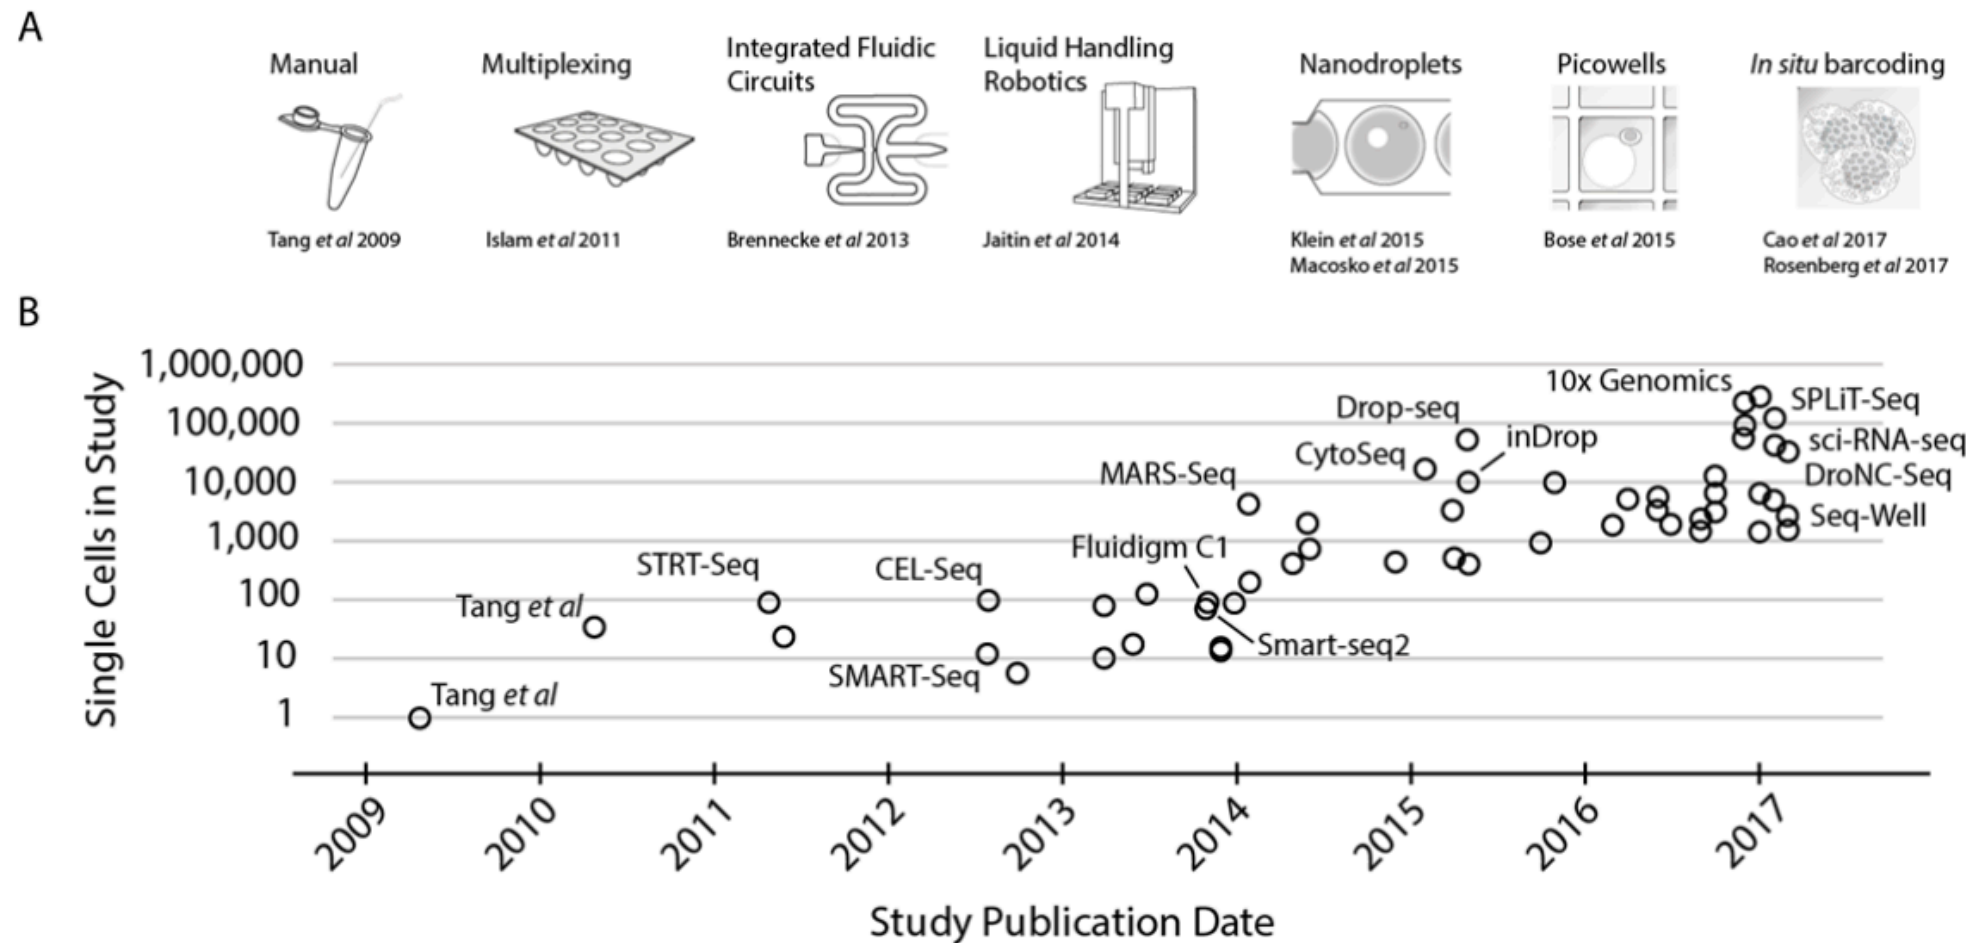 A
Manual
Multiplexing
Integrated Fluidic
Circuits
Liquid Handling
Robotics
Nanodroplets
Picowells
In situ barcoding
Tang et al 2009
Islam et al 2011
Brennecke et al 2013
Jaitin et al 2014
Klein et al 2015
Macosko et al 2015
Bose et al 2015
Cao et al 2017
Rosenberg et al 2017
B
Single Cells in Study
1,000,000
100,000
10,000
1,000
100
10
1
Tang et al
Tang et al
STRT-Seq
CEL-Seq
SMART-Seq
Fluidigm C1
Smart-seq2
MARS-Seq
CytoSeq
Drop-seq
inDrop
10x Genomics
SPLiT-Seq
sci-RNA-seq
DroNC-Seq
Seq-Well
2009
2010
2011
2012
2013
2014
2015
2016
2017
Study Publication Date